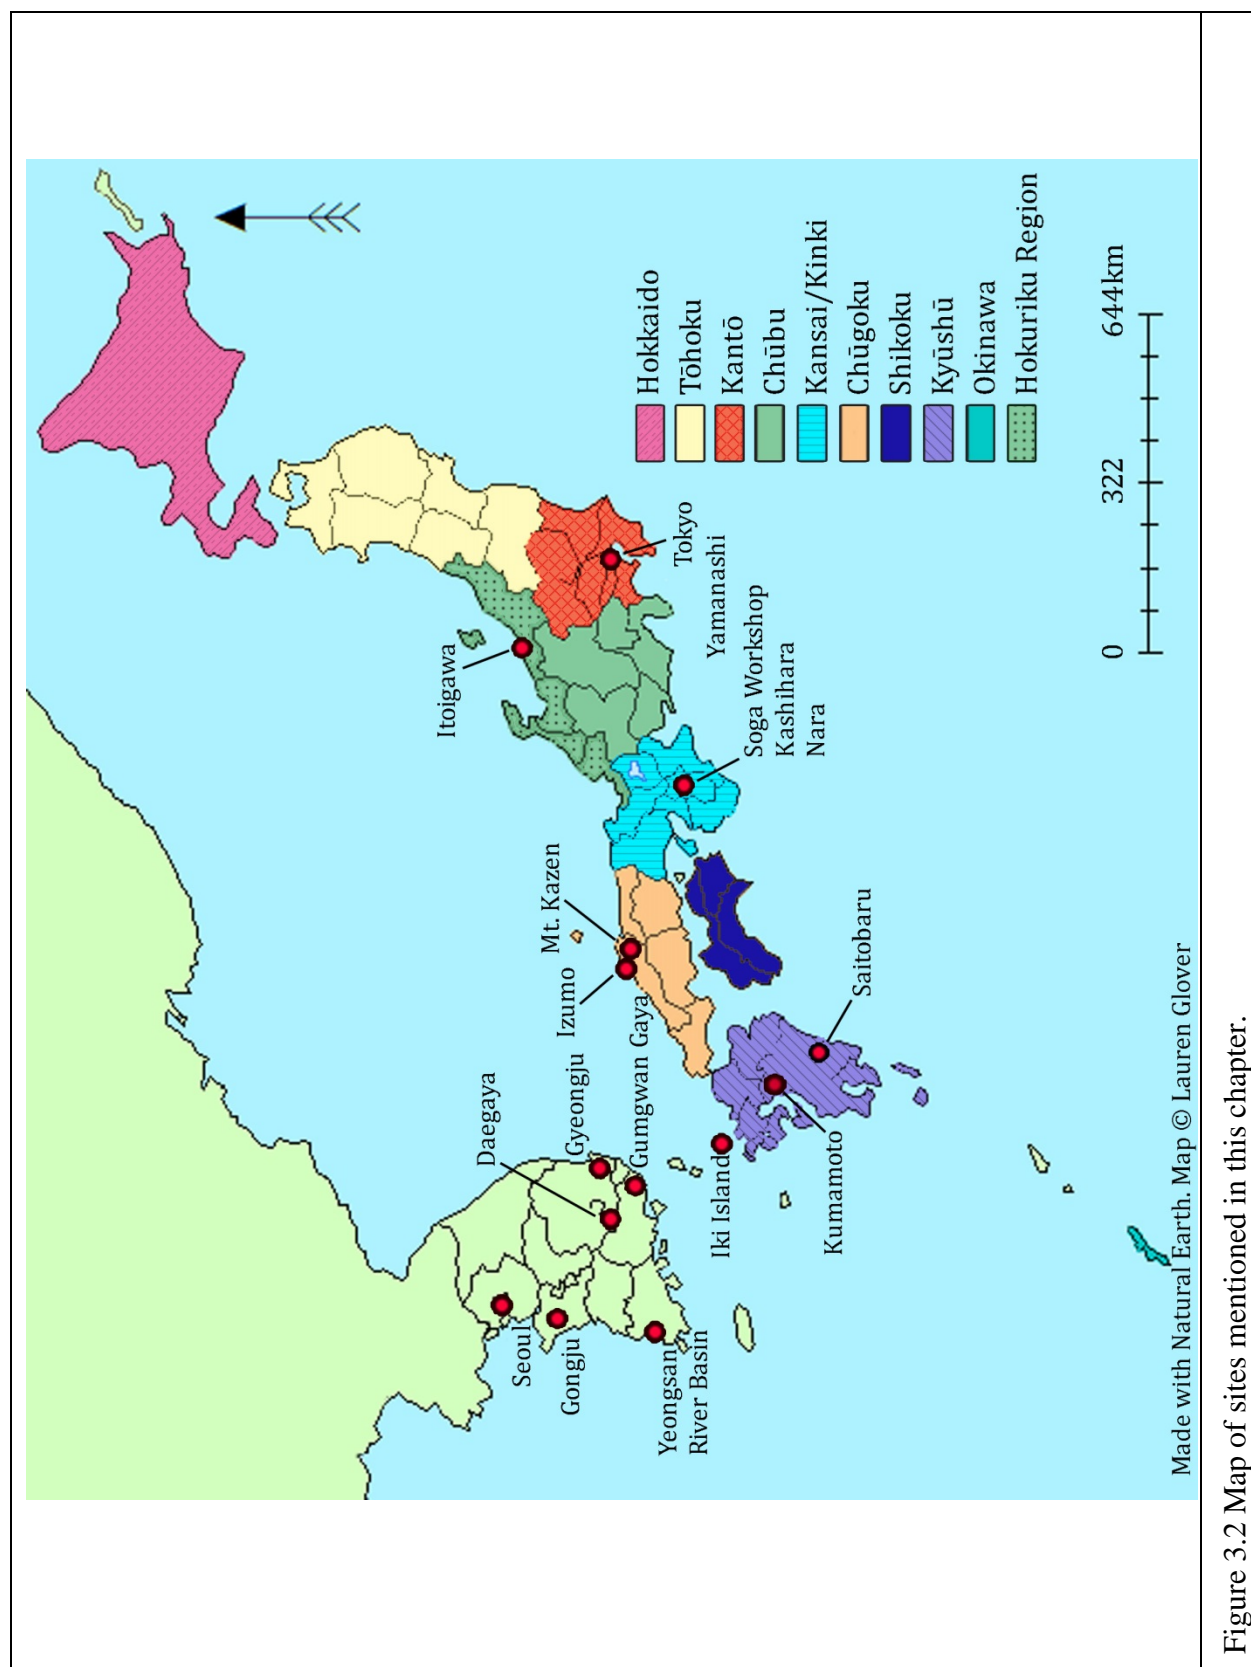 Itoigawa
Tokyo
Yamanashi
Soga Workshop
Kashihara
Nara
Mt. Kazen
Izumo
Daegaya
Gyeongju
Gumgwan Gaya
Seoul
Gongju
Yeongsan
River Basin
Iki Island
Kumamoto
Saitobaru
Hokkaido
Tōhoku
Kantō
Chūbu
Kansai/Kinki
Chūgoku
Shikoku
Kyūshū
Okinawa
Hokuriku Region
0 322 644km
Made with Natural Earth. Map © Lauren Glover
Figure 3.2 Map of sites mentioned in this chapter.